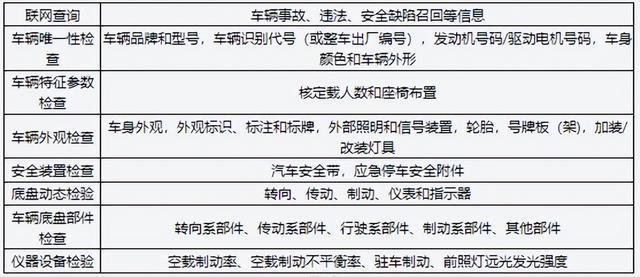 联网查询 车辆事故、违法、安全缺陷召回等信息
车辆唯一性检查 车辆品牌和型号，车辆识别代号（或整车出厂编号），发动机号码/驱动电机号码，车身
颜色和车辆外形
车辆特征参数检查 核定载人数和座椅布置
车辆外观检查 车身外观，外观标识、标注和标牌，外部照明和信号装置，轮胎，号牌板（架），加装/
改装灯具
安全装置检查 汽车安全带，应急停车安全附件
底盘动态检验 转向、传动、制动、仪表和指示器
车辆底盘部件检查 转向系部件、传动系部件、行驶系部件、制动系部件、其他部件
仪器设备检验 空载制动率、空载制动不平衡率、驻车制动、前照灯远光发光强度